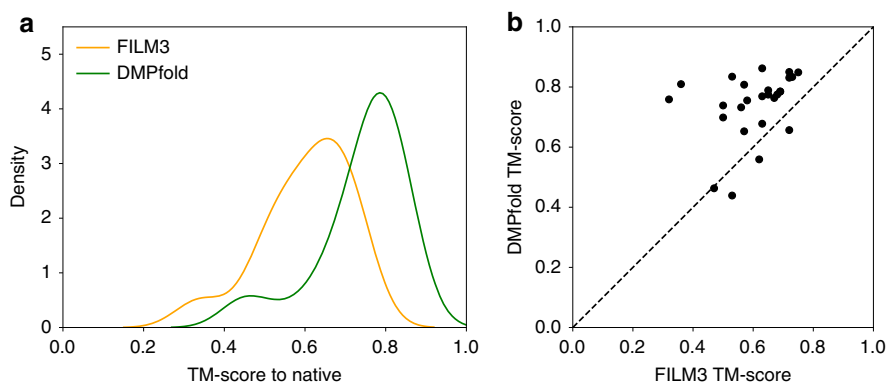 a
5
4
3
2
1
0
Density
FILM3
DMPfold
0.0 0.2 0.4 0.6 0.8 1.0
TM-score to native
b
1.0
0.8
0.6
0.4
0.2
0.0
DMPfold TM-score
0.0 0.2 0.4 0.6 0.8 1.0
FILM3 TM-score